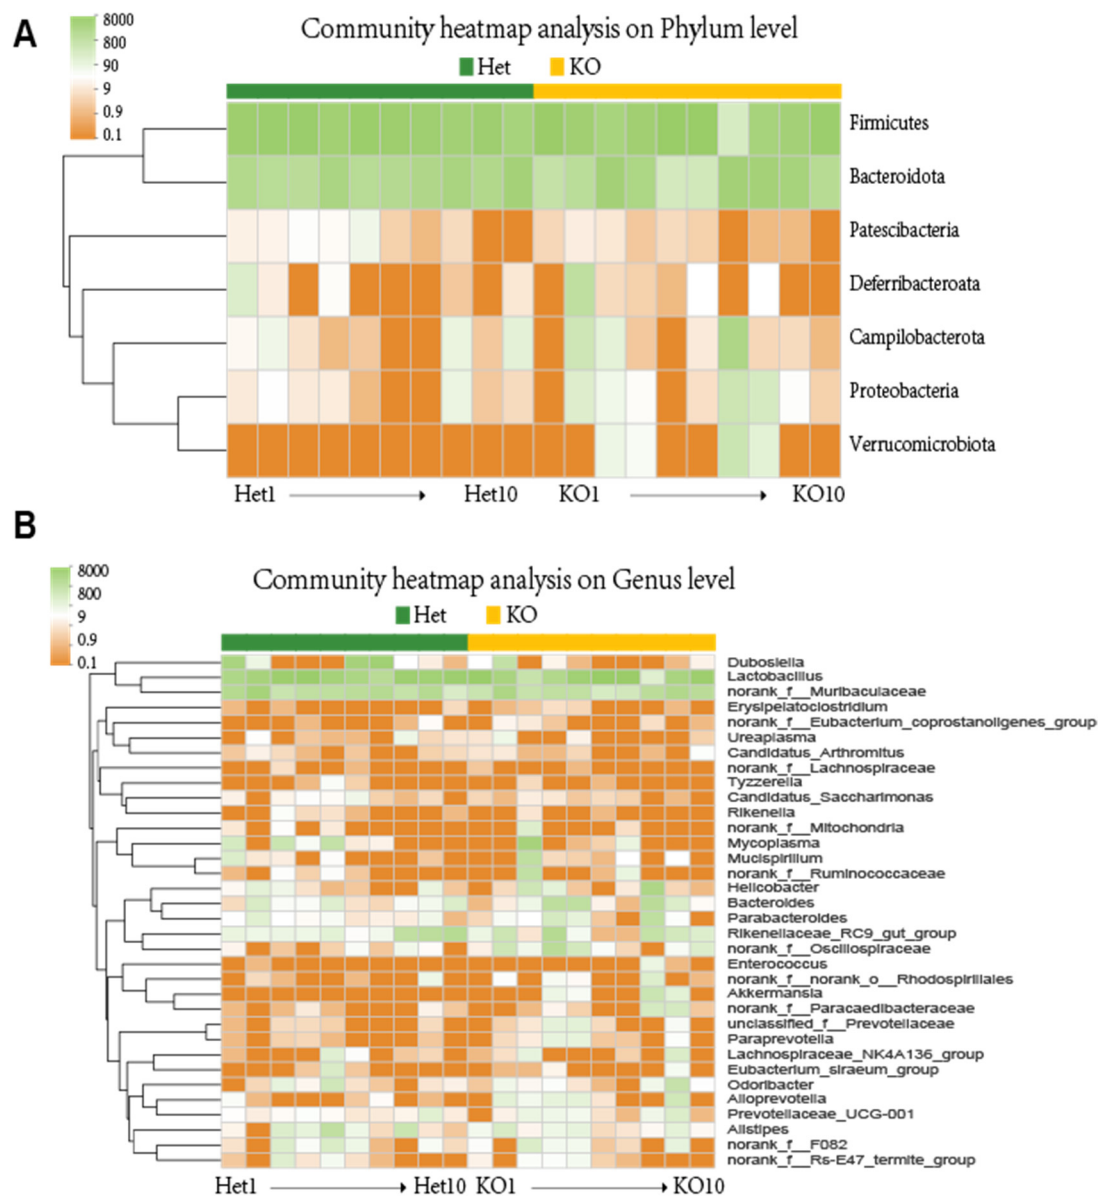 A
Community heatmap analysis on Phylum level
8000
800
90
9
0.9
0.1
Het KO
Firmicutes
Bacteroidota
Patescibacteria
Deferribacteroata
Campilobacterota
Proteobacteria
Verrucomicrobiota
Het1 Het10 KO1 KO10
B
Community heatmap analysis on Genus level
8000
800
9
0.9
0.1
Het KO
Dubosiella
Lactobacillus
norank_f__Muribaculaceae
Erysipelatoclostridium
norank_f__Eubacterium_coprostanoligenes_group
Ureaplasma
Candidatus_Arthromitus
norank_f__Lachnospiraceae
Tyzzerella
Candidatus_Saccharimonas
Rikenella
norank_f__Mitochondria
Mycoplasma
Mucispirillum
norank_f__Ruminococcaceae
Helicobacter
Bacteroides
Parabacteroides
Rikenellaceae_RC9_gut_group
norank_f__Oscillospiraceae
Enterococcus
norank_f__norank_o__Rhodospirillales
Akkermansia
norank_f__Paracaedibacteraceae
unclassified_f__Prevotellaceae
Paraprevotella
Lachnospiraceae_NK4A136_group
Eubacterium_siraeum_group
Odoribacter
Alloprevotella
Prevotellaceae_UCG-001
Alistipes
norank_f__F082
norank_f__Rs-E47_termite_group
Het1 Het10 KO1 KO10